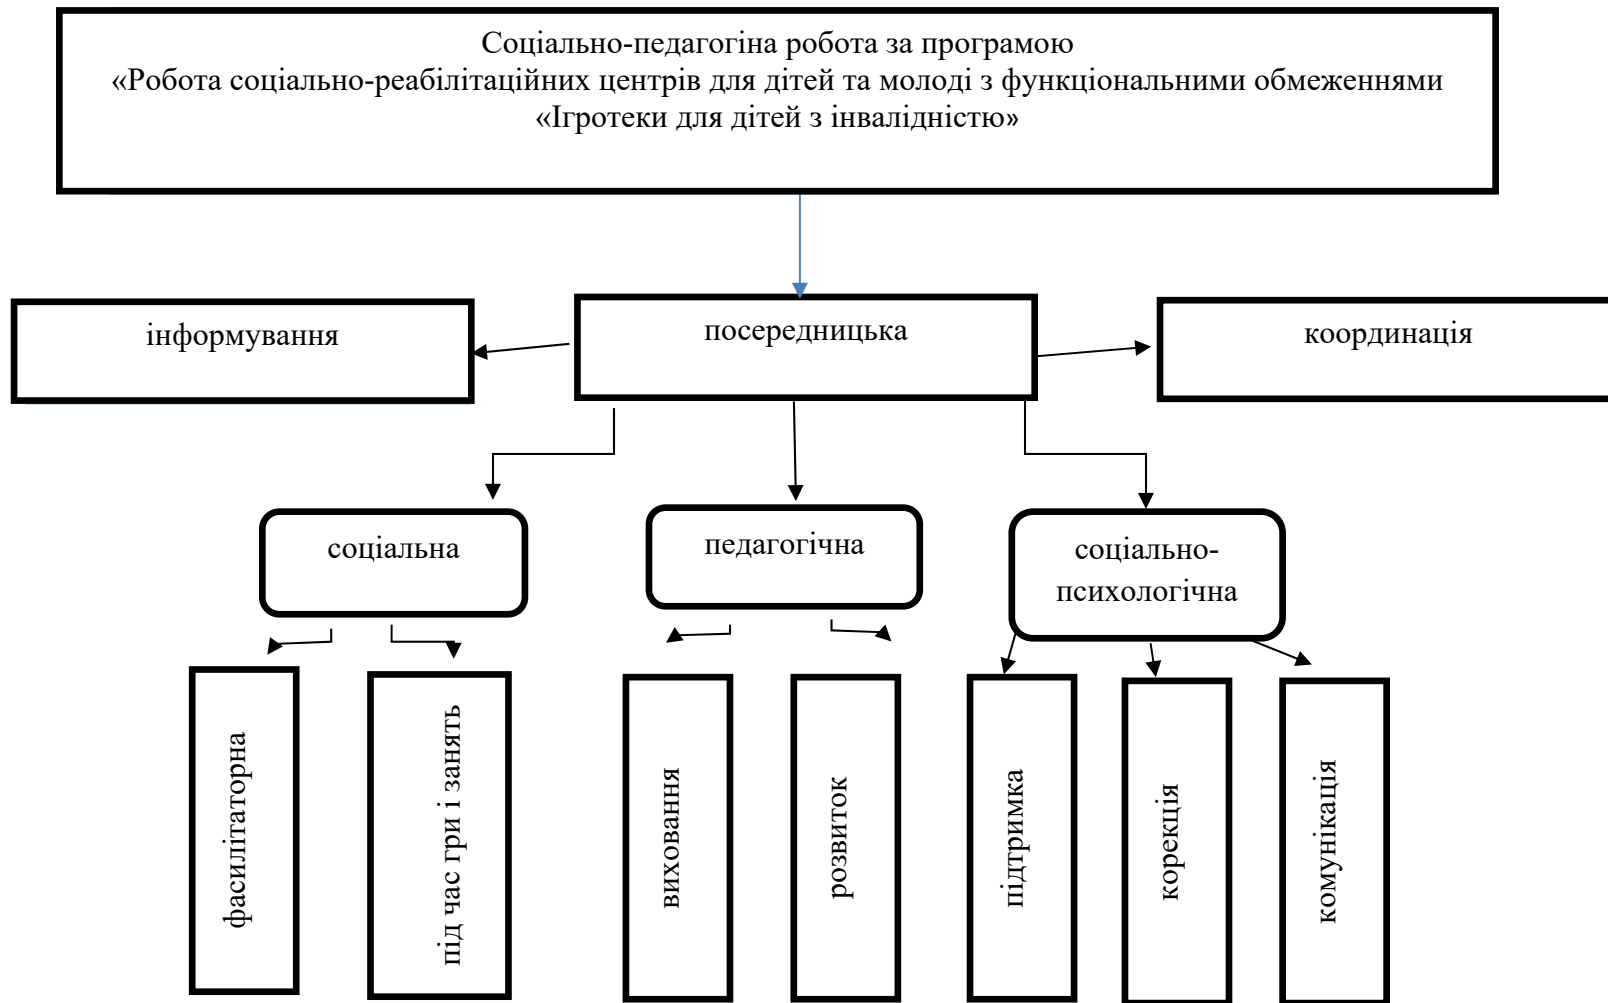 Соціально-педагогіна робота за програмою
«Робота соціально-реабілітаційних центрів для дітей та молоді з функціональними обмеженнями
«Ігротеки для дітей з інвалідністю»
інформування
посередницька
координація
соціальна
педагогічна
соціально-
психологічна
фасилітаторна
під час гри і занять
виховання
розвиток
підтримка
корекція
комунікація